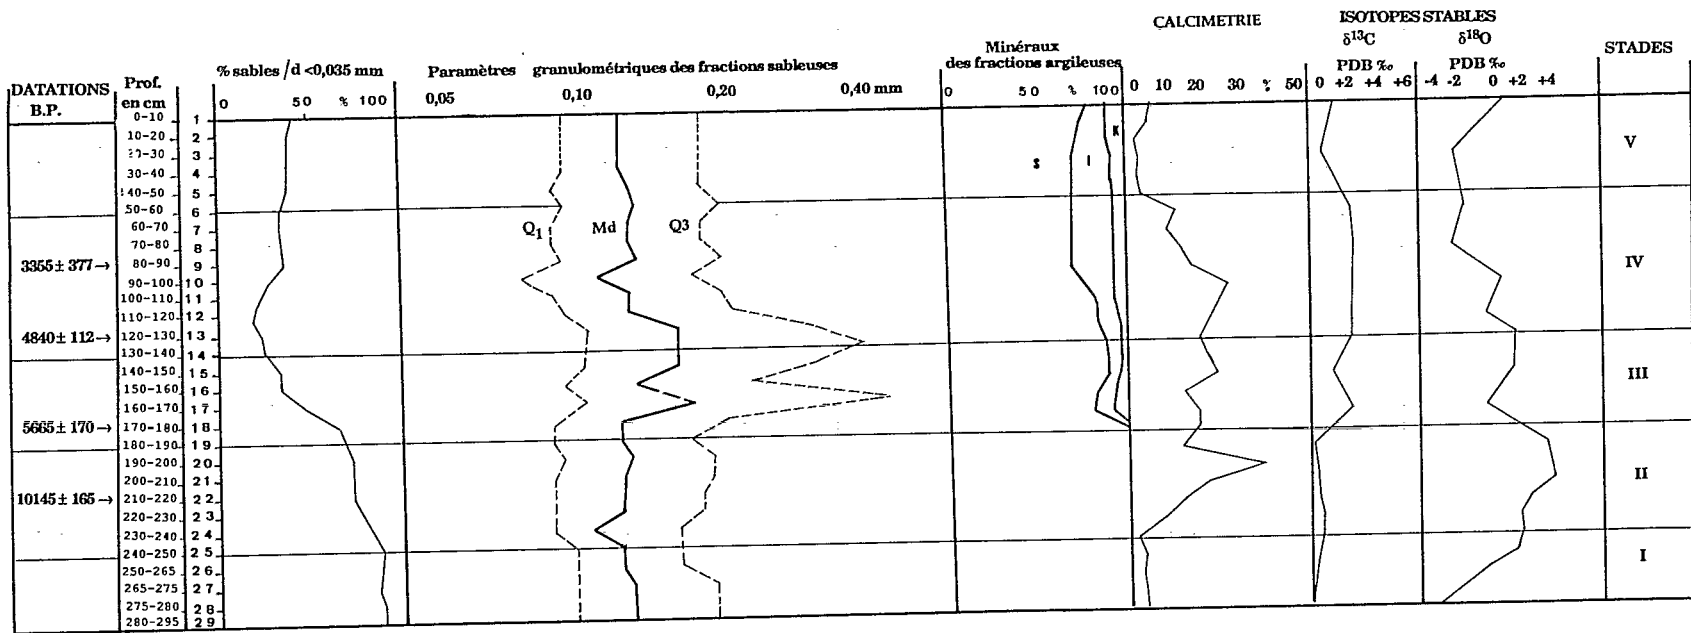 CALCIMETRIE
ISOTOPES STABLES
δ¹³C δ¹⁸O
STADES
DATATIONS
B.P.
Prof.
en cm
% sables / d <0,035 mm
Paramètres granulométriques des fractions sableuses
Minéraux
des fractions argileuses
PDB ‰ PDB ‰
0 50 % 100
0,05 0,10 0,20 0,40 mm
0 50 % 100
0 10 20 30 % 50
0 +2 +4 +6
-4 -2 0 +2 +4
0-10 1
10-20 2
20-30 3
30-40 4
40-50 5
50-60 6
60-70 7
70-80 8
80-90 9
90-100 10
100-110 11
110-120 12
120-130 13
130-140 14
140-150 15
150-160 16
160-170 17
170-180 18
180-190 19
190-200 20
200-210 21
210-220 22
220-230 23
230-240 24
240-250 25
250-265 26
265-275 27
275-280 28
280-295 29
3355 ± 377 →
4840 ± 112 →
5665 ± 170 →
10145 ± 165 →
Q1 Md Q3
S I K
V
IV
III
II
I